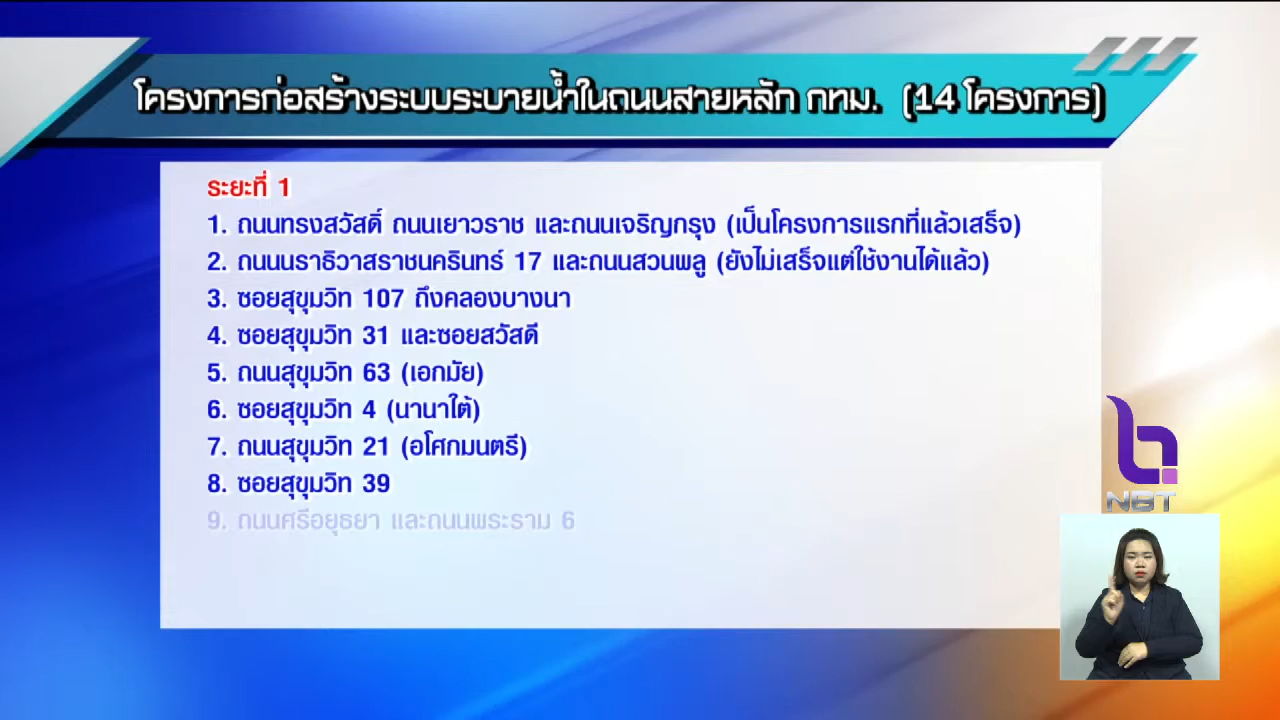 โครงการก่อสร้างระบบระบายน้ำในถนนสายหลัก กทม. (14 โครงการ)
ระยะที่ 1
1. ถนนทรงสวัสดิ์ ถนนเยาวราช และถนนเจริญกรุง (เป็นโครงการแรกที่แล้วเสร็จ)
2. ถนนนราธิวาสราชนครินทร์ 17 และถนนสวนพลู (ยังไม่เสร็จแต่ใช้งานได้แล้ว)
3. ซอยสุขุมวิท 107 ถึงคลองบางนา
4. ซอยสุขุมวิท 31 และซอยสวัสดี
5. ถนนสุขุมวิท 63 (เอกมัย)
6. ซอยสุขุมวิท 4 (นานาใต้)
7. ถนนสุขุมวิท 21 (อโศกมนตรี)
8. ซอยสุขุมวิท 39
9. ถนนศรีอยุธยา และถนนพระราม 6
NBT